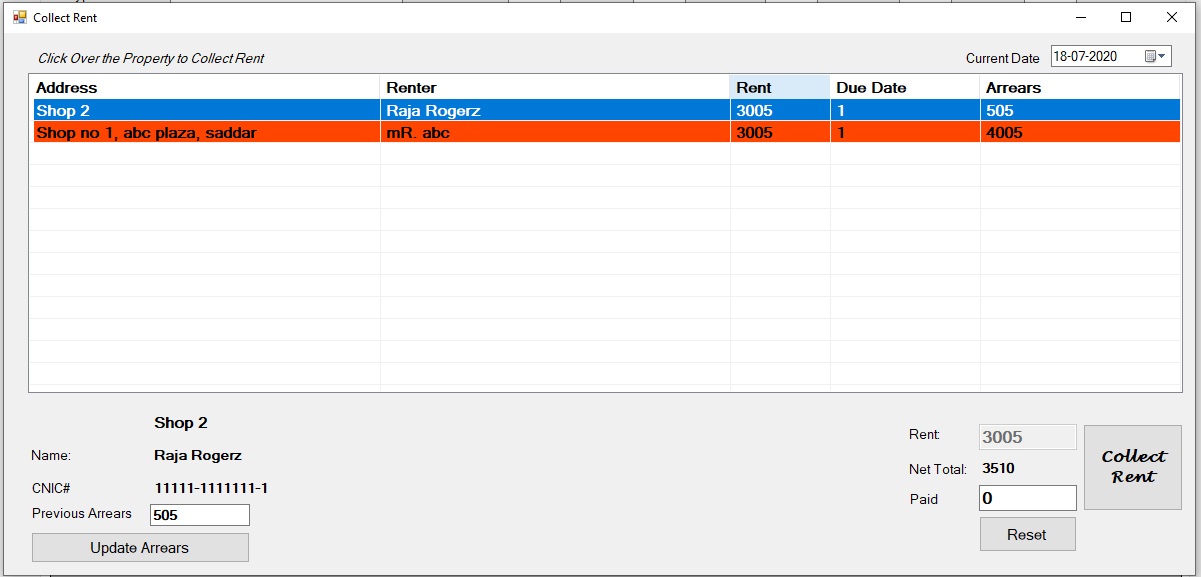 Collect Rent
Click Over the Property to Collect Rent
Current Date 18-07-2020
Address Renter Rent Due Date Arrears
Shop 2 Raja Rogerz 3005 1 505
Shop no 1, abc plaza, saddar mR. abc 3005 1 4005
Shop 2
Name: Raja Rogerz
CNIC# 11111-1111111-1
Previous Arrears 505
Update Arrears
Rent: 3005
Net Total: 3510
Paid 0
Reset
Collect
Rent